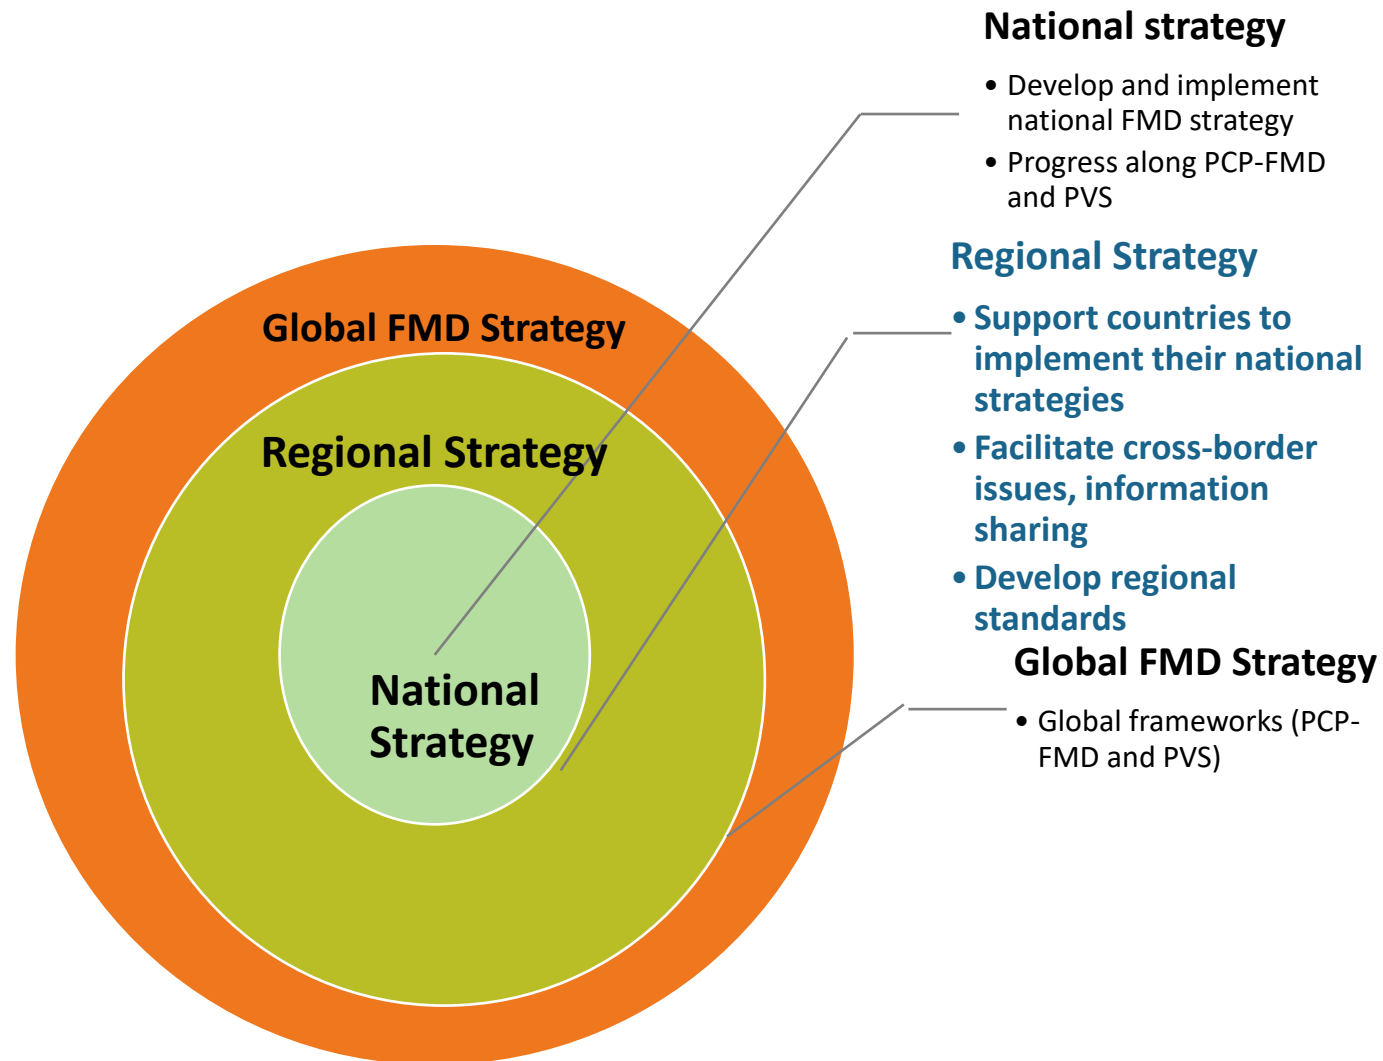 National strategy
• Develop and implement
national FMD strategy
• Progress along PCP-FMD
and PVS
Regional Strategy
• Support countries to
implement their national
strategies
• Facilitate cross-border
issues, information
sharing
• Develop regional
standards
Global FMD Strategy
• Global frameworks (PCP-
FMD and PVS)
Global FMD Strategy
Regional Strategy
National
Strategy